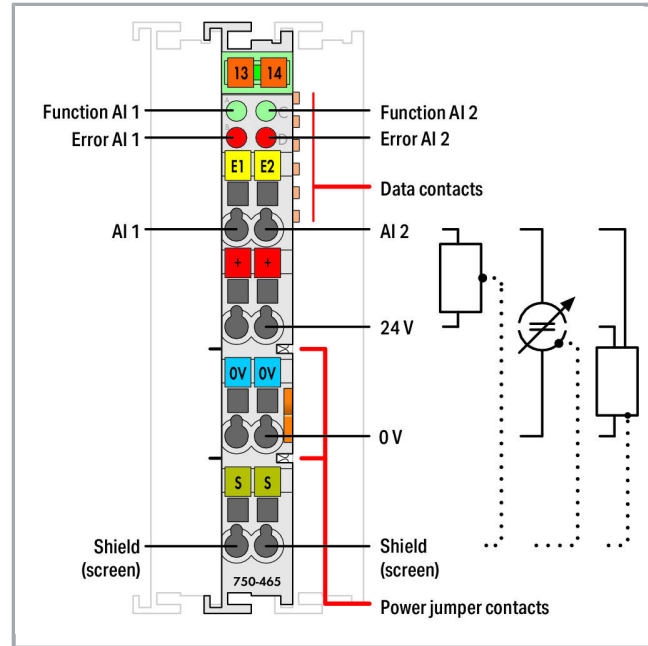 13 14
Function AI 1
C
Function AI 2
Error AI 1
D
Error AI 2
E1 E2
Data contacts
AI 1
AI 2
+ +
24 V
0V 0V
0 V
S S
Shield
(screen)
Shield
(screen)
750-465
Power jumper contacts